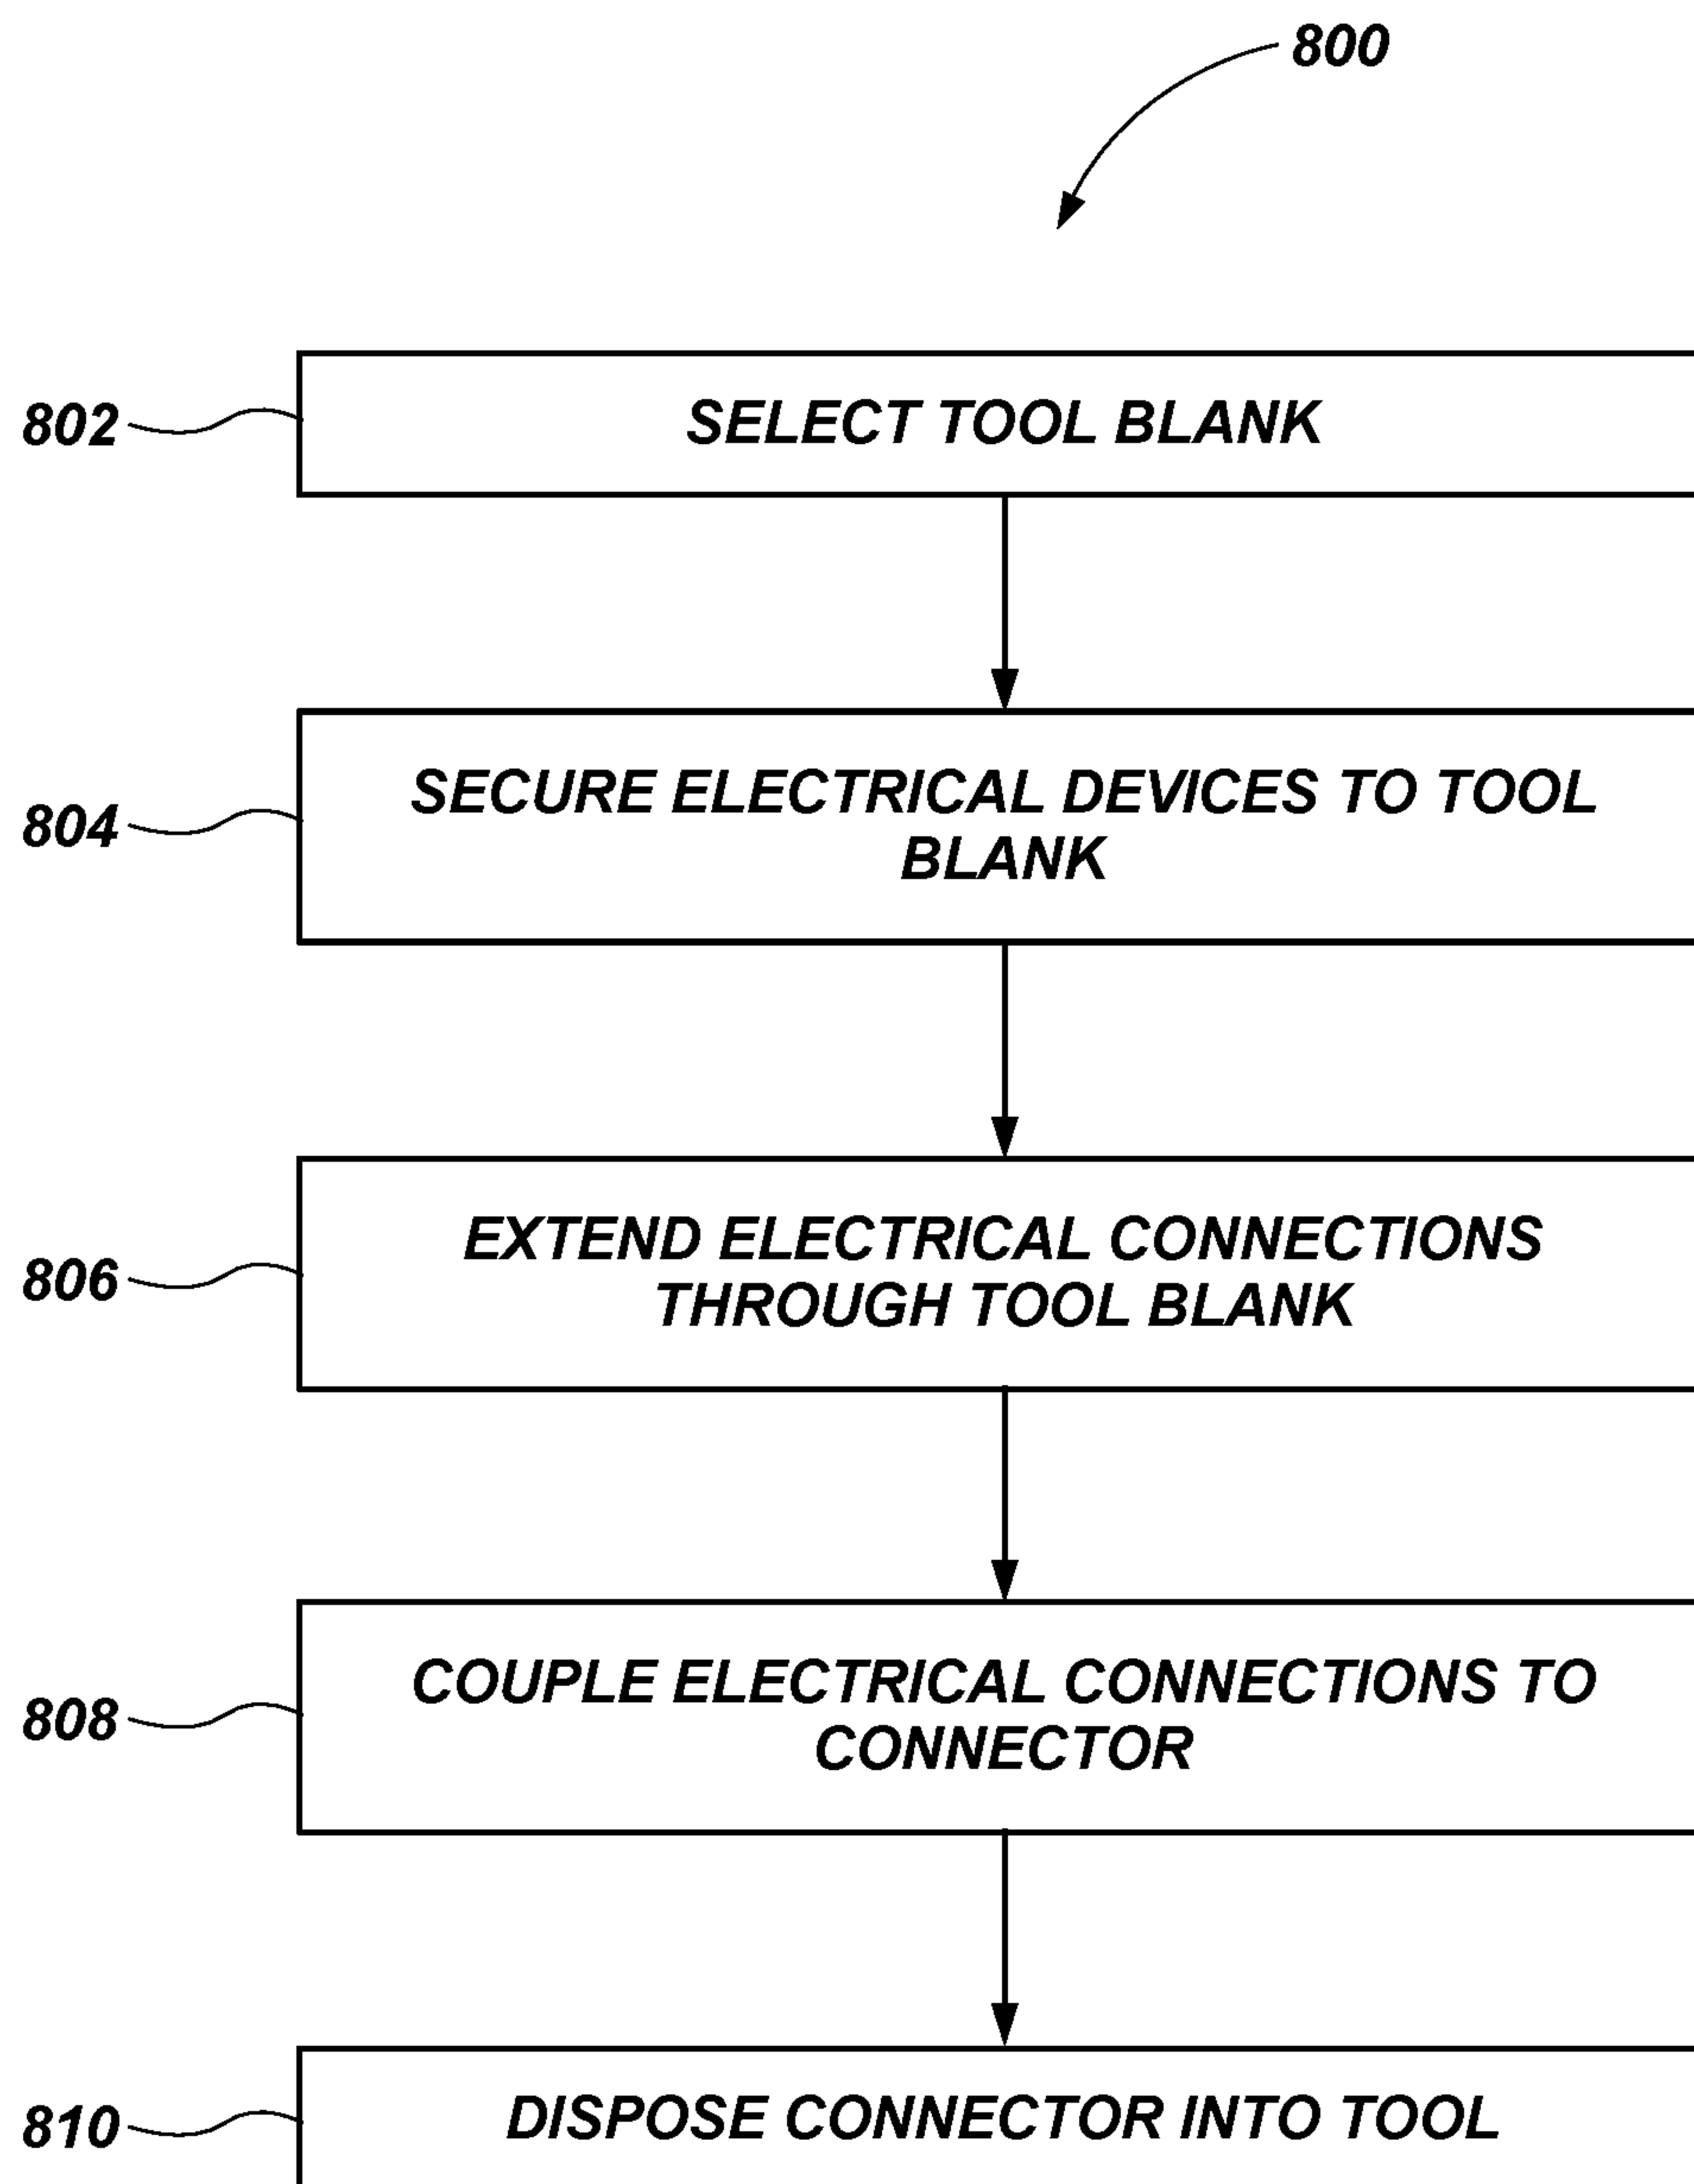 800
802
SELECT TOOL BLANK
804
SECURE ELECTRICAL DEVICES TO TOOL
BLANK
806
EXTEND ELECTRICAL CONNECTIONS
THROUGH TOOL BLANK
808
COUPLE ELECTRICAL CONNECTIONS TO
CONNECTOR
810
DISPOSE CONNECTOR INTO TOOL